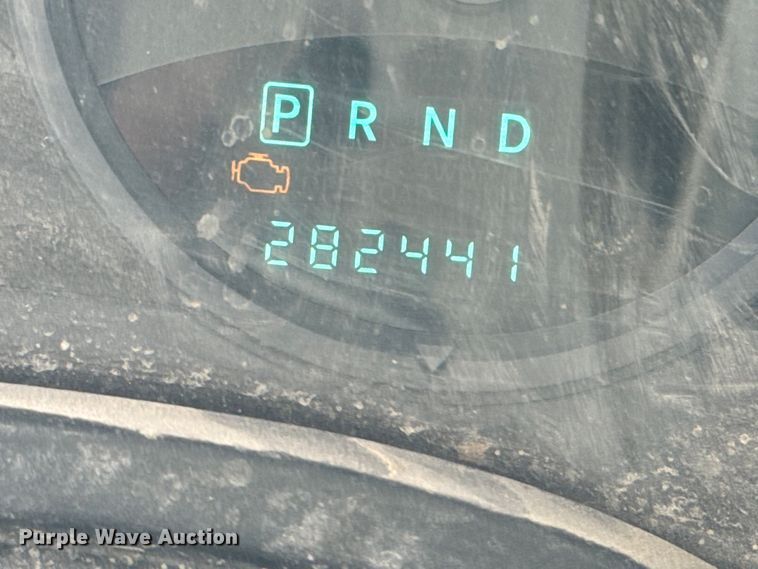 P R N D
282441
Purple Wave Auction